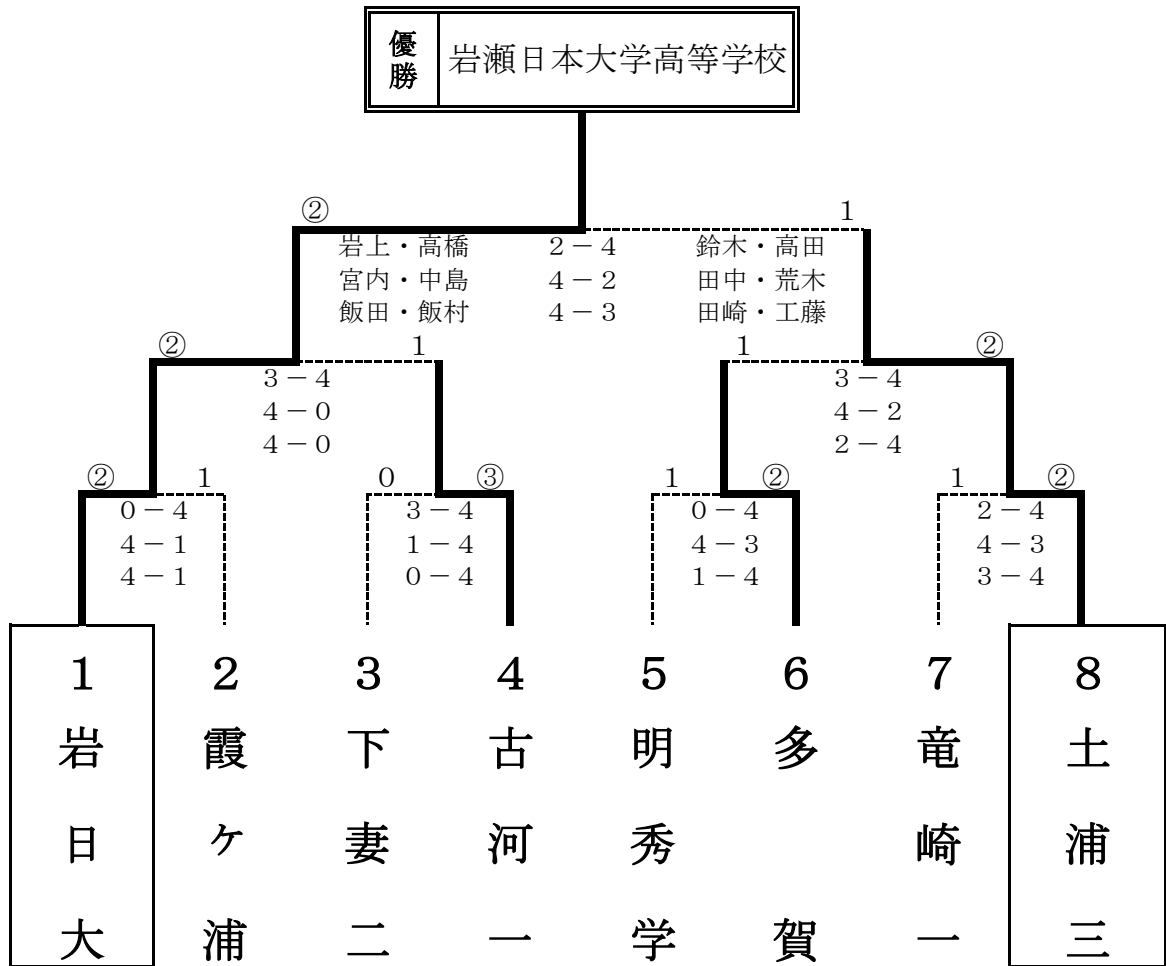 優勝 岩瀬日本大学高等学校
② 1
岩上・高橋 2－4 鈴木・高田
宮内・中島 4－2 田中・荒木
飯田・飯村 4－3 田崎・工藤
② 1 1 ②
3－4 3－4
4－0 4－2
4－0 2－4
② 1 0 ③ 1 ② 1 ②
0－4 3－4 0－4 2－4
4－1 1－4 4－3 4－3
4－1 0－4 1－4 3－4
1 2 3 4 5 6 7 8
岩日大
霞ケ浦
下妻二
古河一
明秀学
多賀
竜崎一
土浦三